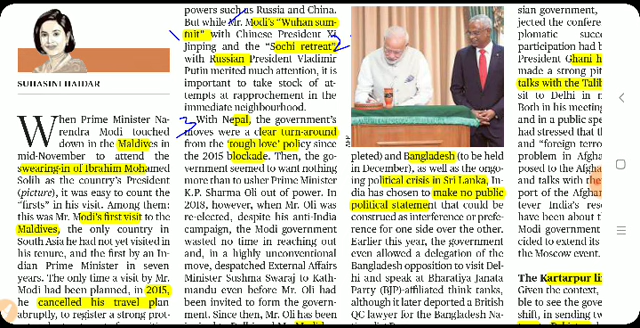 SUHASINI HAIDAR
When Prime Minister Na-
rendra Modi touched
down in the Maldives in
mid-November to attend the
swearing-in of Ibrahim Mohamed
Solih as the country's President
(picture), it was easy to count the
"firsts" in his visit. Among them:
this was Mr. Modi's first visit to the
Maldives, the only country in
South Asia he had not yet visited in
his tenure, and the first by an In-
dian Prime Minister in seven
years. The only time a visit by Mr.
Modi had been planned, in 2015,
he cancelled his travel plan
abruptly, to register a strong prot-
powers such as Russia and China.
But while Mr. Modi's "Wuhan sum-
mit" with Chinese President Xi
Jinping and the "Sochi retreat"
with Russian President Vladimir
Putin merited much attention, it is
important to take stock of at-
tempts at rapprochement in the
immediate neighbourhood.
With Nepal, the government's
moves were a clear turn-around
from the 'tough love' policy since
the 2015 blockade. Then, the go-
vernment seemed to want nothing
more than to usher Prime Minister
K.P. Sharma Oli out of power. In
2018, however, when Mr. Oli was
re-elected, despite his anti-India
campaign, the Modi government
wasted no time in reaching out
and, in a highly unconventional
move, despatched External Affairs
Minister Sushma Swaraj to Kath-
mandu even before Mr. Oli had
been invited to form the govern-
ment. Since then, Mr. Oli has been
pleted) and Bangladesh (to be held
in December), as well as the ongo-
ing political crisis in Sri Lanka, In-
dia has chosen to make no public
political statement that could be
construed as interference or prefe-
rence for one side over the other.
Earlier this year, the government
even allowed a delegation of the
Bangladesh opposition to visit Del-
hi and speak at Bharatiya Janata
Party (BJP)-affiliated think tanks,
although it later deported a British
QC lawyer for the Bangladesh Na-
sian government, the
jected the conferen
plomatic succ
participation had b
President Ghani h
made a strong pit
talks with the Talib
sit to Delhi in
Both in his meeting
and in a public spe
had stressed that t
and "foreign terro
problem in Afgha
posed to the Afghan
and talks with the
port of the Afghan
lever India's res
have been about t
Modi government
cided to extend its
the Moscow event.
The Kartarpur li
Given the context,
ble to see the gove
shift, in sending tw